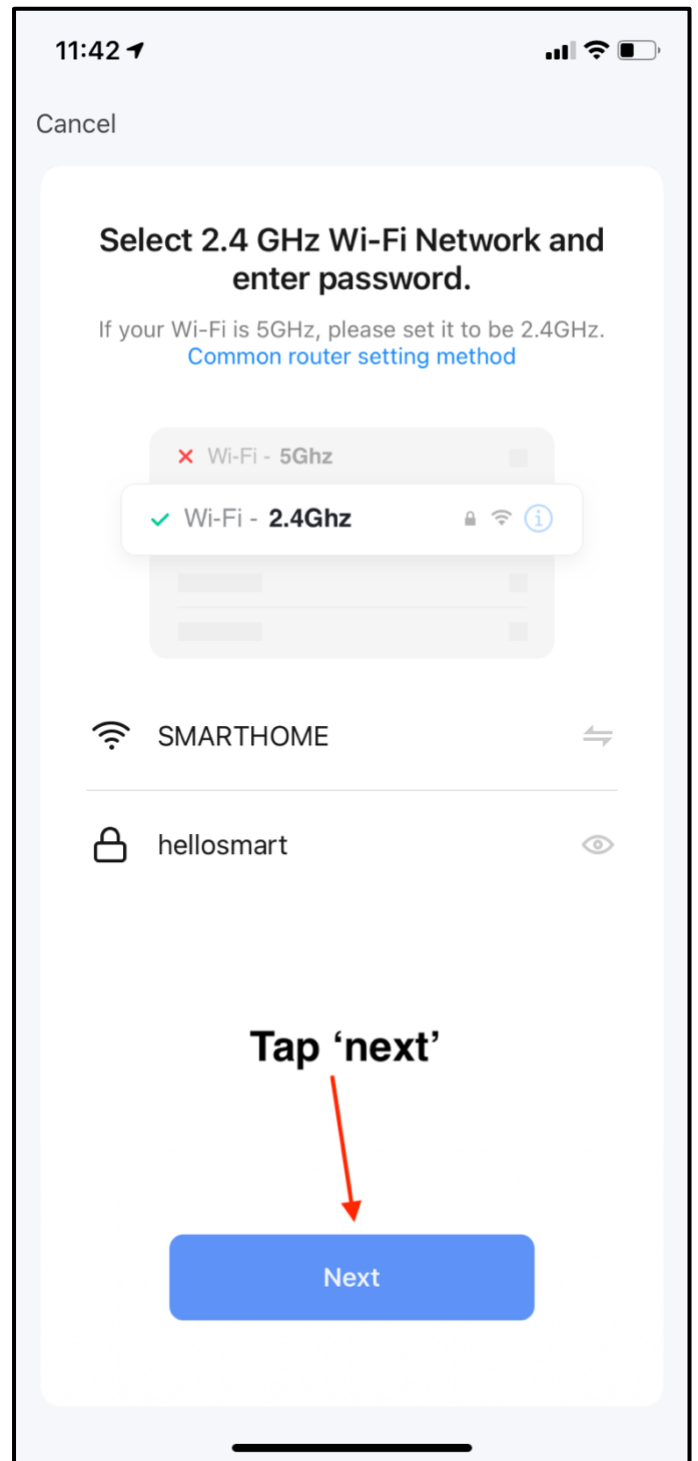 11:42
Cancel
Select 2.4 GHz Wi-Fi Network and
enter password.
If your Wi-Fi is 5GHz, please set it to be 2.4GHz.
Common router setting method
Wi-Fi - 5Ghz
Wi-Fi - 2.4Ghz
SMARTHOME
hellosmart
Tap ‘next’
Next